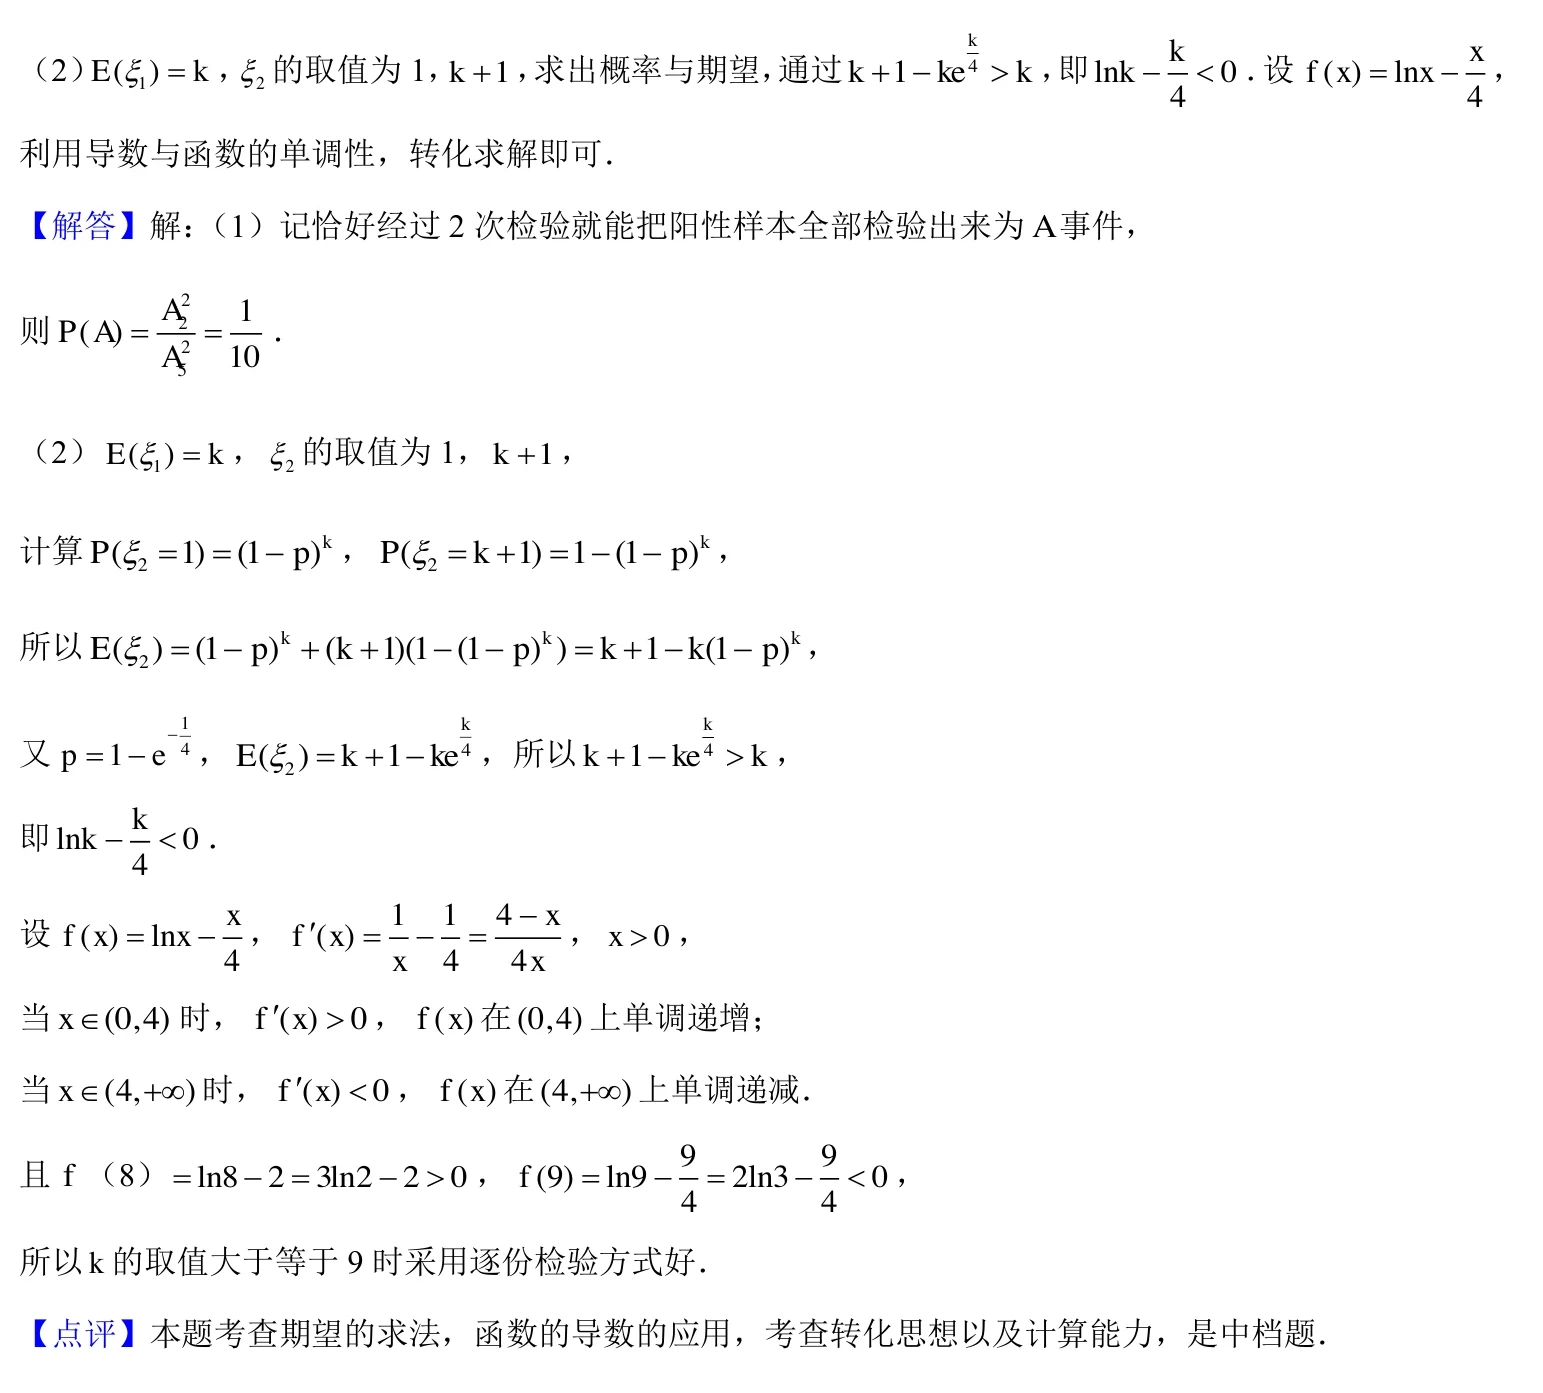 （2）E(ξ₁)=k，ξ₂的取值为 1，k+1，求出概率与期望，通过k+1−ke^{k/4}>k，即lnk−k/4<0．设 f(x)=lnx−x/4，
利用导数与函数的单调性，转化求解即可．
【解答】解：（1）记恰好经过 2 次检验就能把阳性样本全部检验出来为 A事件，
则 P(A)=A₂²/A₅²=1/10．
（2）E(ξ₁)=k，ξ₂的取值为 1，k+1，
计算 P(ξ₂=1)=(1−p)^k，P(ξ₂=k+1)=1−(1−p)^k，
所以 E(ξ₂)=(1−p)^k+(k+1)(1−(1−p)^k)=k+1−k(1−p)^k，
又 p=1−e^{−1/4}，E(ξ₂)=k+1−ke^{k/4}，所以 k+1−ke^{k/4}>k，
即 lnk−k/4<0．
设 f(x)=lnx−x/4，f′(x)=1/x−1/4=(4−x)/4x，x>0，
当 x∈(0,4) 时，f′(x)>0，f(x)在(0,4)上单调递增；
当 x∈(4,+∞)时，f′(x)<0，f(x)在(4,+∞)上单调递减．
且 f （8）=ln8−2=3ln2−2>0，f(9)=ln9−9/4=2ln3−9/4<0，
所以 k 的取值大于等于 9 时采用逐份检验方式好．
【点评】本题考查期望的求法，函数的导数的应用，考查转化思想以及计算能力，是中档题．